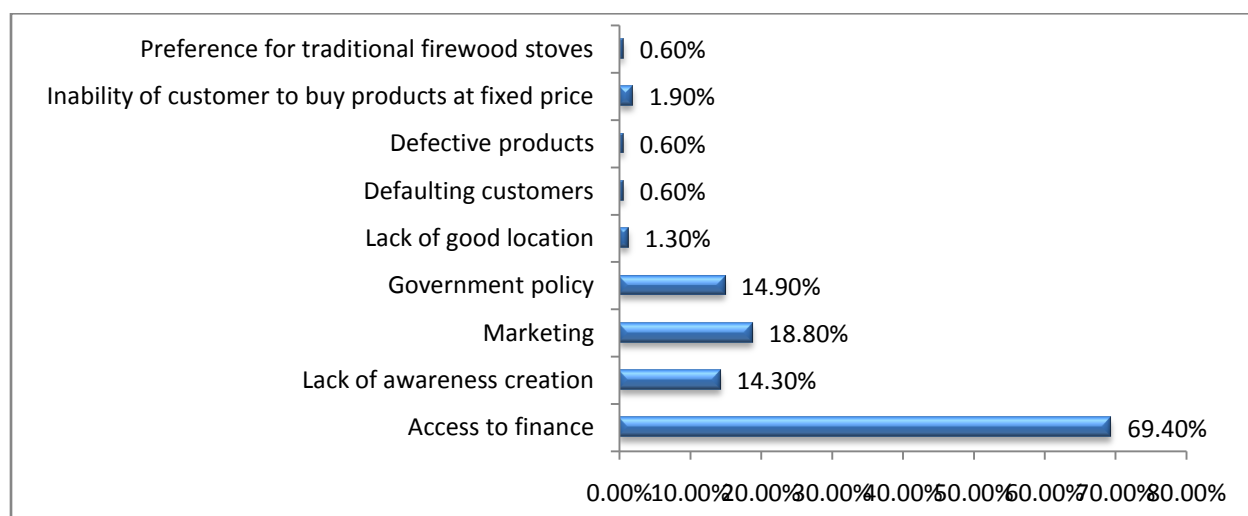 Preference for traditional firewood stoves 0.60%
Inability of customer to buy products at fixed price 1.90%
Defective products 0.60%
Defaulting customers 0.60%
Lack of good location 1.30%
Government policy 14.90%
Marketing 18.80%
Lack of awareness creation 14.30%
Access to finance 69.40%
0.00% 10.00% 20.00% 30.00% 40.00% 50.00% 60.00% 70.00% 80.00%